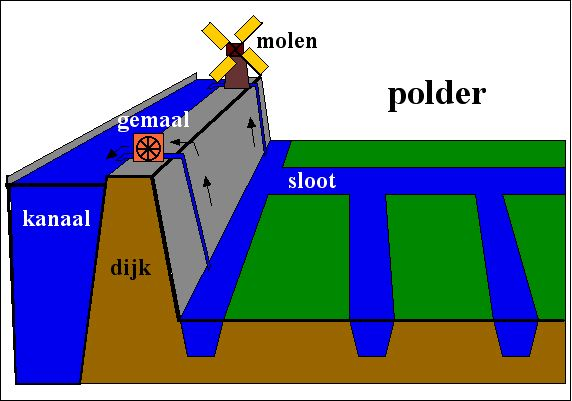 molen
polder
gemaal
sloot
kanaal
dijk